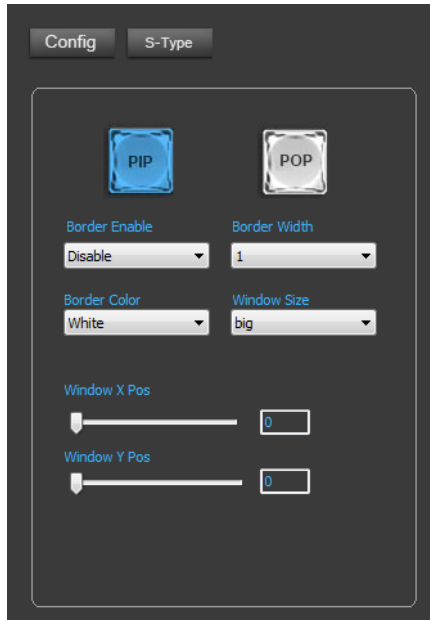 Config S-Type
PIP POP
Border Enable Border Width
Disable 1
Border Color Window Size
White big
Window X Pos
0
Window Y Pos
0